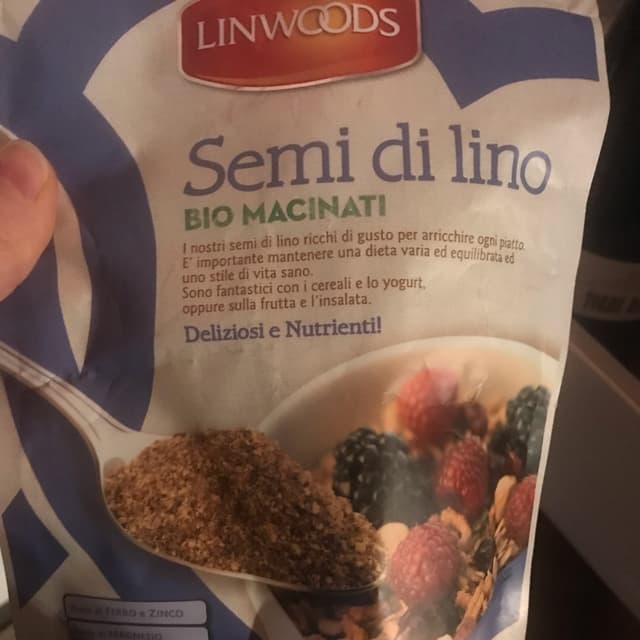 LINWOODS
Semi di lino
BIO MACINATI
I nostri semi di lino ricchi di gusto per arricchire ogni piatto.
E' importante mantenere una dieta varia ed equilibrata ed
uno stile di vita sano.
Sono fantastici con i cereali e lo yogurt,
oppure sulla frutta e l'insalata.
Deliziosi e Nutrienti!
di FERRO e ZINCO
MAGNESIO